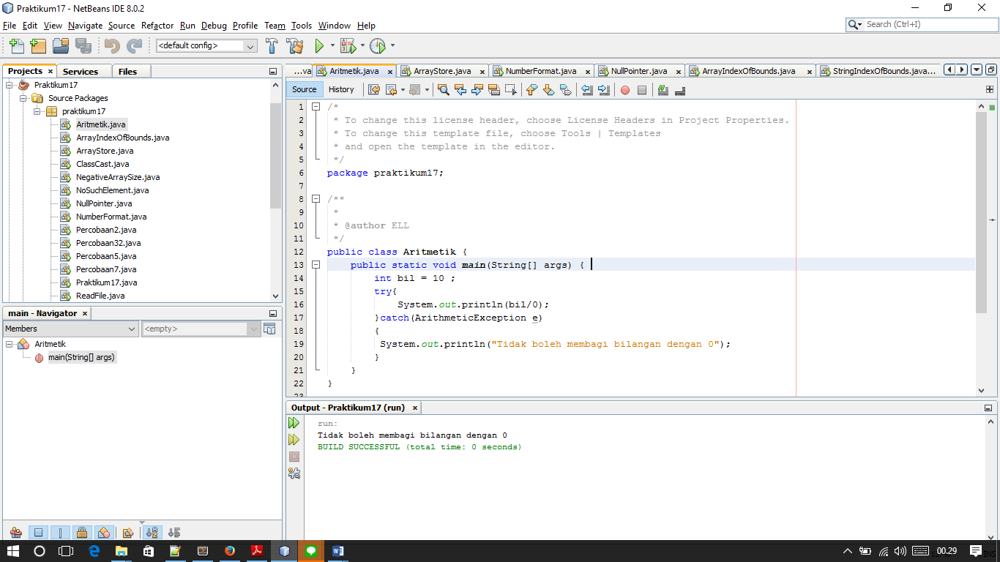 Praktikum17 - NetBeans IDE 8.0.2
File Edit View Navigate Source Refactor Run Debug Profile Team Tools Window Help
Search (Ctrl+I)
<default config>
Projects Services Files
Praktikum17
Source Packages
praktikum17
Aritmetik.java
ArrayIndexOfBounds.java
ArrayStore.java
ClassCast.java
NegativeArraySize.java
NoSuchElement.java
NullPointer.java
NumberFormat.java
Percobaan2.java
Percobaan32.java
Percobaan5.java
Percobaan7.java
Praktikum17.java
ReadFile.java
main - Navigator
Members <empty>
Aritmetik
main(String[] args)
...va Aritmetik.java ArrayStore.java NumberFormat.java NullPointer.java ArrayIndexOfBounds.java StringIndexOfBounds.java...
Source History
1 /*
2 * To change this license header, choose License Headers in Project Properties.
3 * To change this template file, choose Tools | Templates
4 * and open the template in the editor.
5 */
6 package praktikum17;
7
8 /**
9 *
10 * @author ELL
11 */
12 public class Aritmetik {
13 public static void main(String[] args) {
14 int bil = 10 ;
15 try{
16 System.out.println(bil/0);
17 }catch(ArithmeticException e)
18 {
19 System.out.println("Tidak boleh membagi bilangan dengan 0");
20 }
21 }
22 }
23
Output - Praktikum17 (run)
run:
Tidak boleh membagi bilangan dengan 0
BUILD SUCCESSFUL (total time: 0 seconds)
00.29
INS